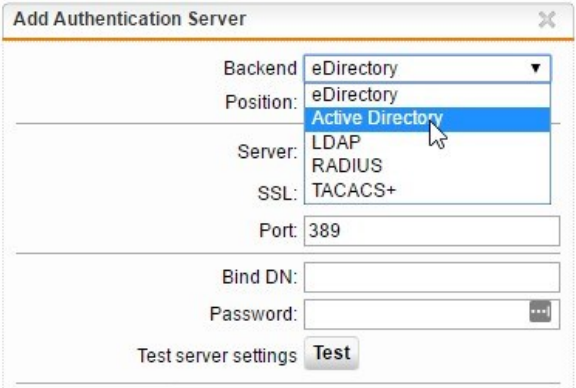 Add Authentication Server
Backend eDirectory
eDirectory
Position:
Active Directory
Server:
LDAP
RADIUS
SSL:
TACACS+
Port: 389
Bind DN:
Password:
Test server settings Test